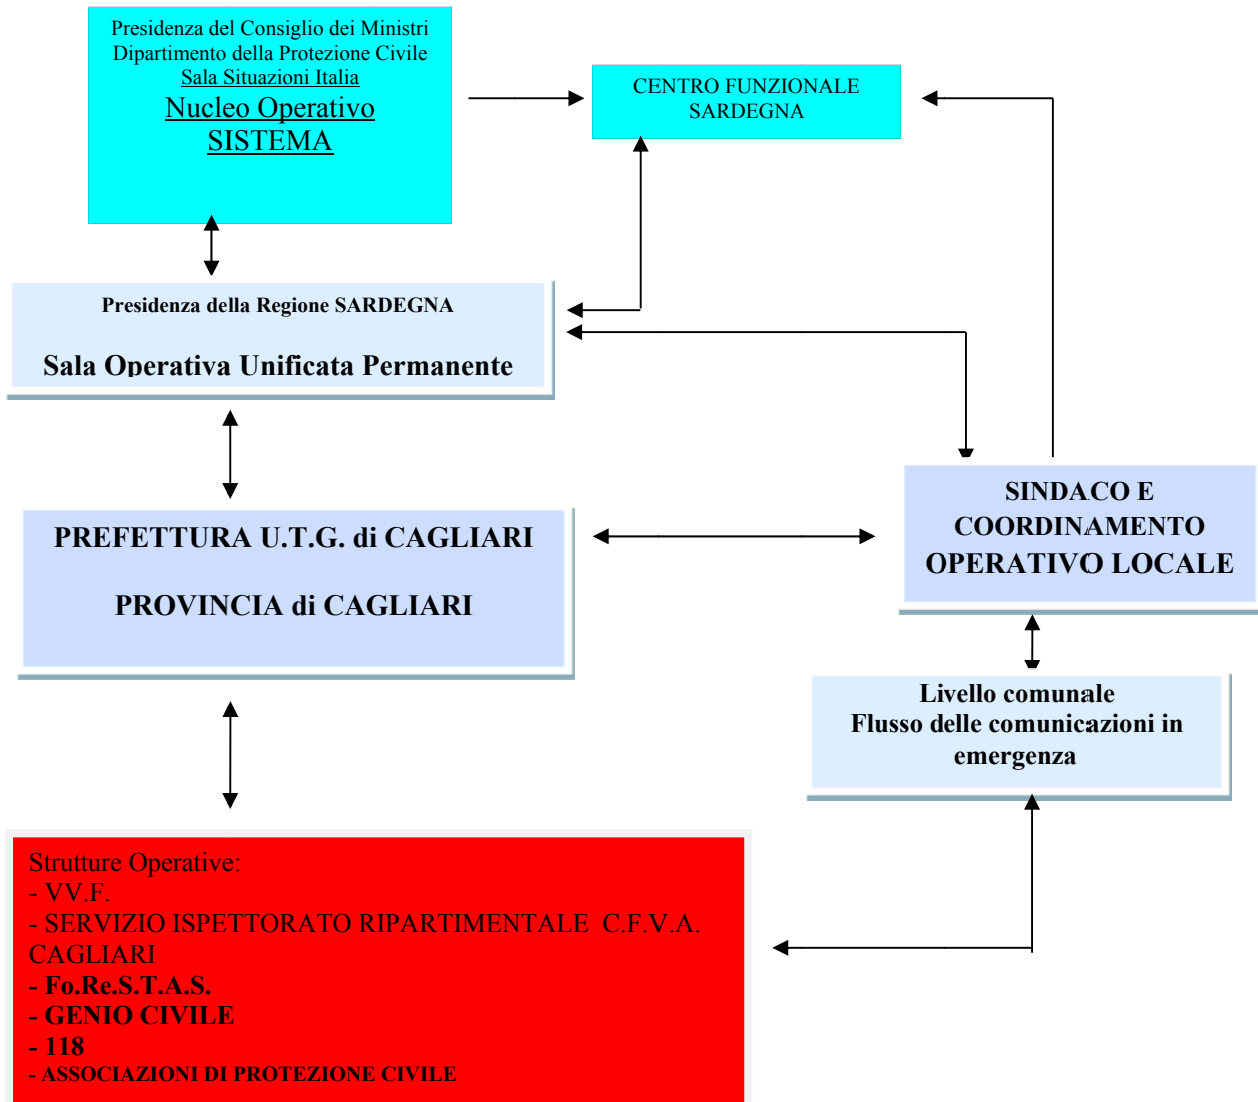 Presidenza del Consiglio dei Ministri
Dipartimento della Protezione Civile
Sala Situazioni Italia
Nucleo Operativo
SISTEMA
CENTRO FUNZIONALE
SARDEGNA
Presidenza della Regione SARDEGNA
Sala Operativa Unificata Permanente
SINDACO E
COORDINAMENTO
OPERATIVO LOCALE
PREFETTURA U.T.G. di CAGLIARI
PROVINCIA di CAGLIARI
Livello comunale
Flusso delle comunicazioni in
emergenza
Strutture Operative:
- VV.F.
- SERVIZIO ISPETTORATO RIPARTIMENTALE C.F.V.A.
CAGLIARI
- Fo.Re.S.T.A.S.
- GENIO CIVILE
- 118
- ASSOCIAZIONI DI PROTEZIONE CIVILE